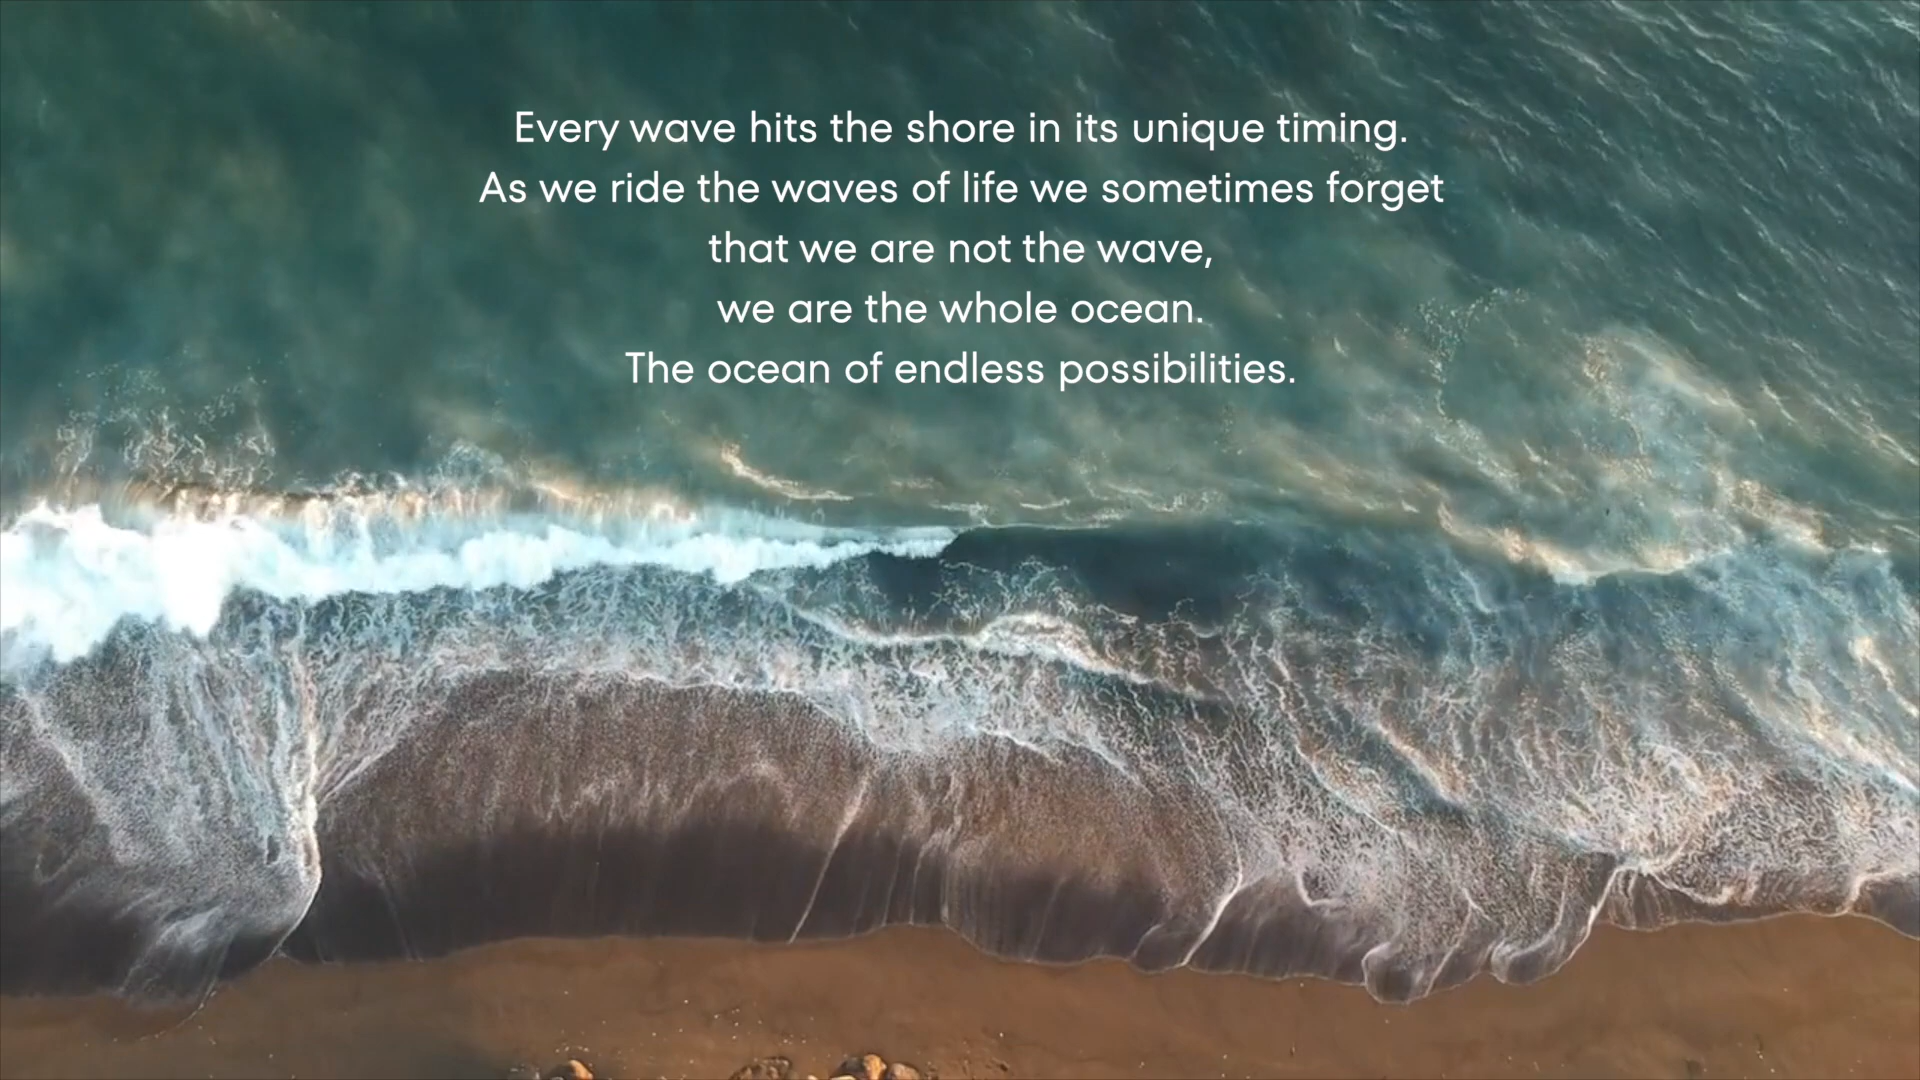 Every wave hits the shore in its unique timing.
As we ride the waves of life we sometimes forget
that we are not the wave,
we are the whole ocean.
The ocean of endless possibilities.